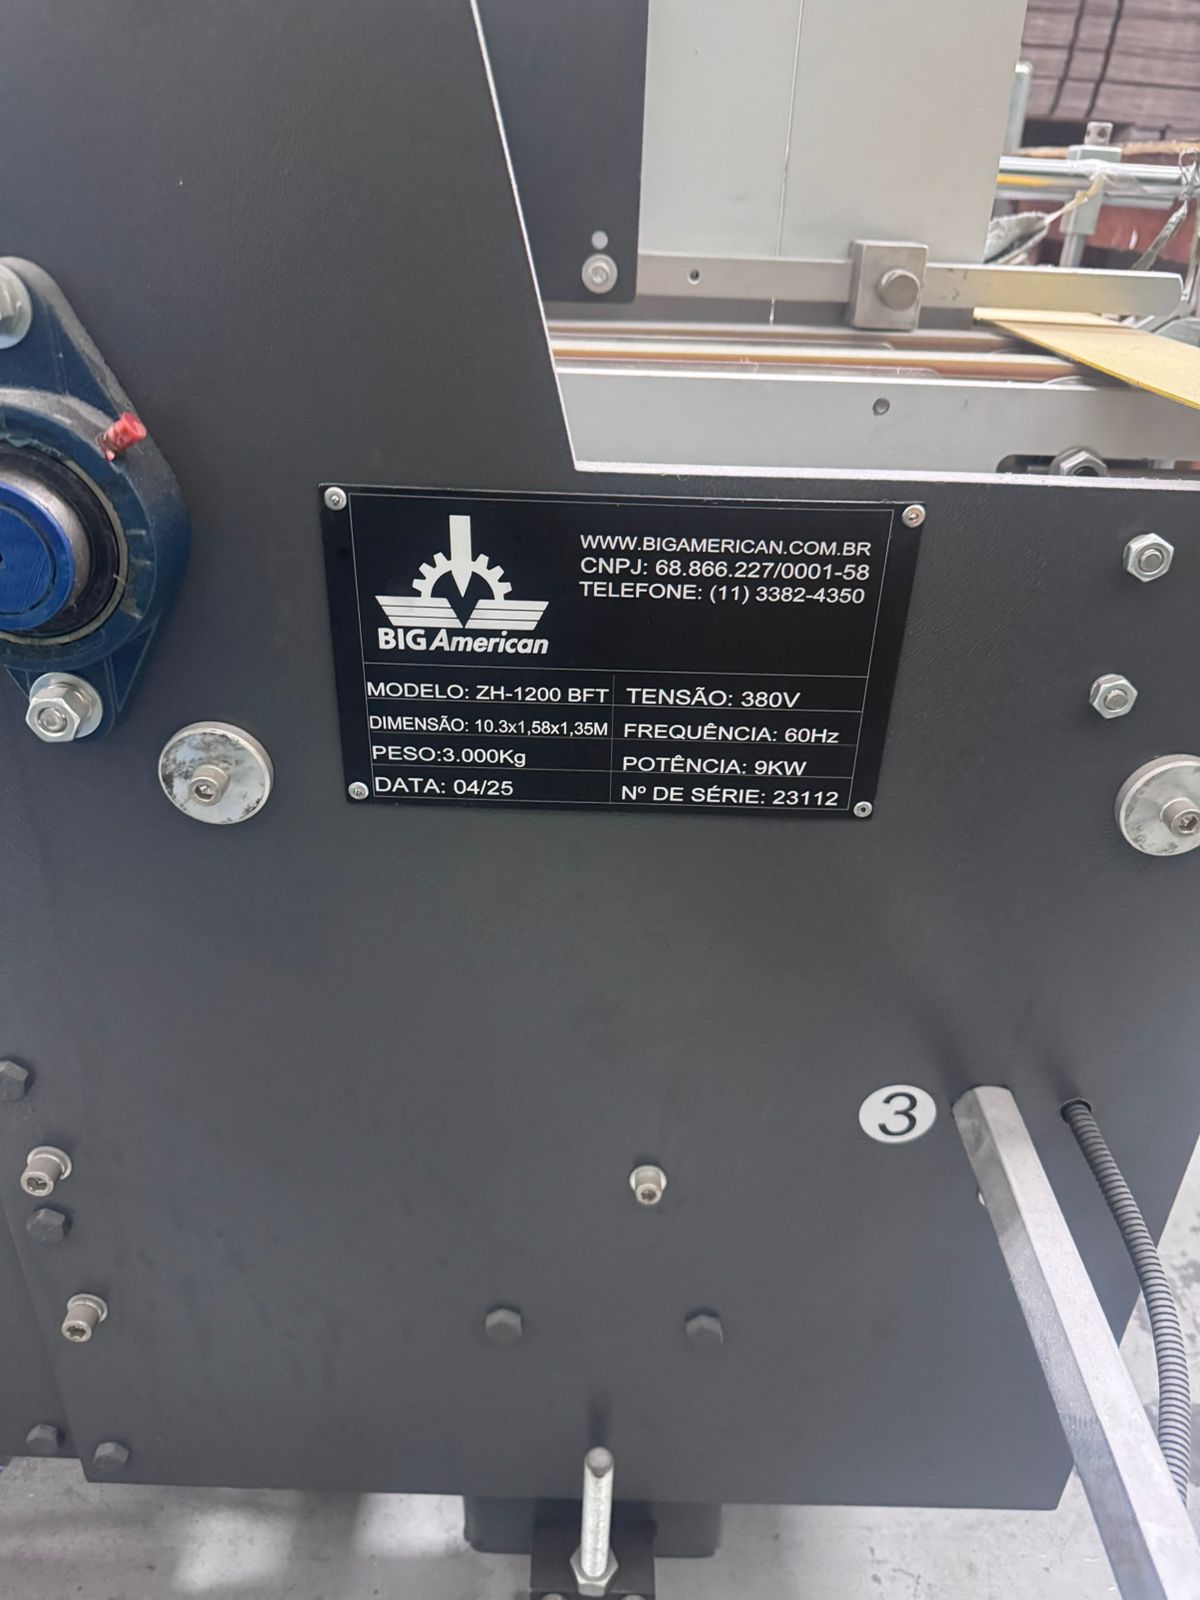 WWW.BIGAMERICAN.COM.BR
CNPJ: 68.866.227/0001-58
TELEFONE: (11) 3382-4350
BIG American
MODELO: ZH-1200 BFT
TENSÃO: 380V
DIMENSÃO: 10.3x1,58x1,35M
FREQUÊNCIA: 60Hz
PESO:3.000Kg
POTÊNCIA: 9KW
DATA: 04/25
Nº DE SÉRIE: 23112
3